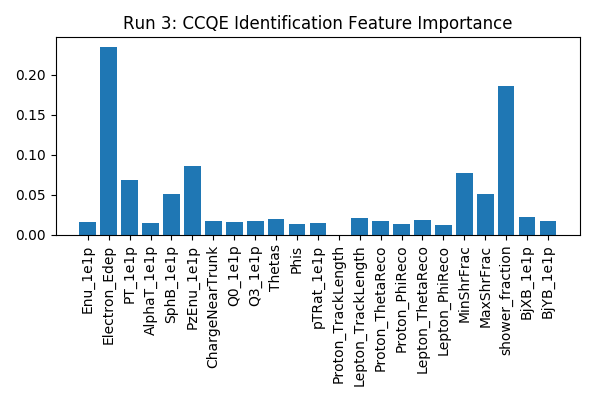 Run 3: CCQE Identification Feature Importance
0.20
0.15
0.10
0.05
0.00
Enu_1e1p
Electron_Edep
PT_1e1p
AlphaT_1e1p
SphB_1e1p
PzEnu_1e1p
ChargeNearTrunk
Q0_1e1p
Q3_1e1p
Thetas
Phis
pTRat_1e1p
Proton_TrackLength
Lepton_TrackLength
Proton_ThetaReco
Proton_PhiReco
Lepton_ThetaReco
Lepton_PhiReco
MinShrFrac
MaxShrFrac
shower_fraction
BjXB_1e1p
BjYB_1e1p